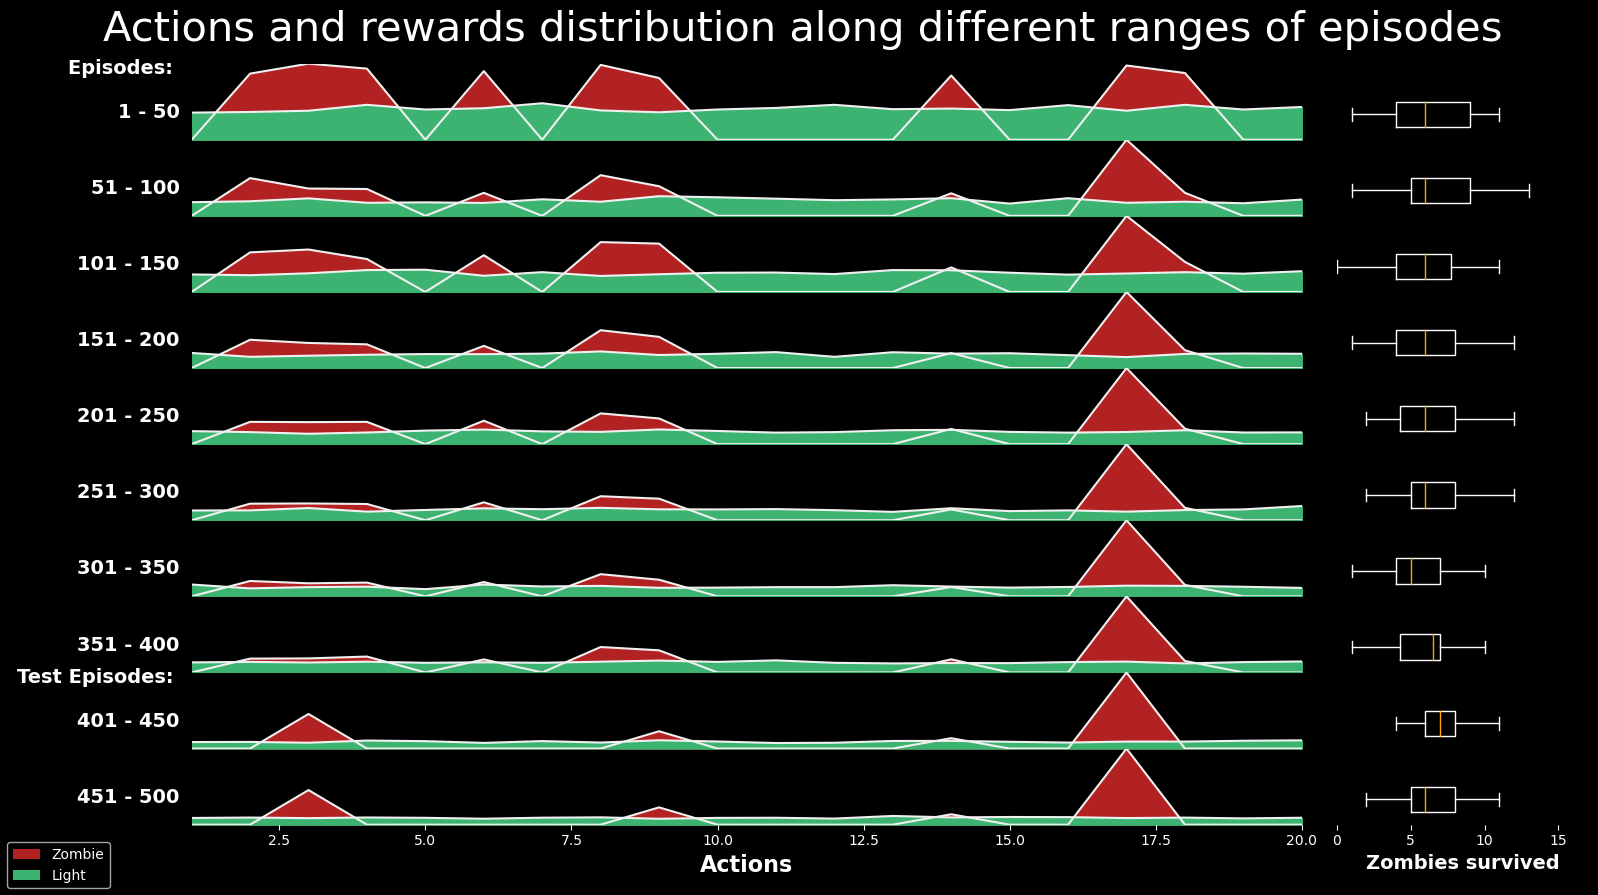 Actions and rewards distribution along different ranges of episodes
Episodes:
1 - 50
51 - 100
101 - 150
151 - 200
201 - 250
251 - 300
301 - 350
351 - 400
Test Episodes:
401 - 450
451 - 500
2.5 5.0 7.5 10.0 12.5 15.0 17.5 20.0 0 5 10 15
Actions
Zombies survived
Zombie
Light